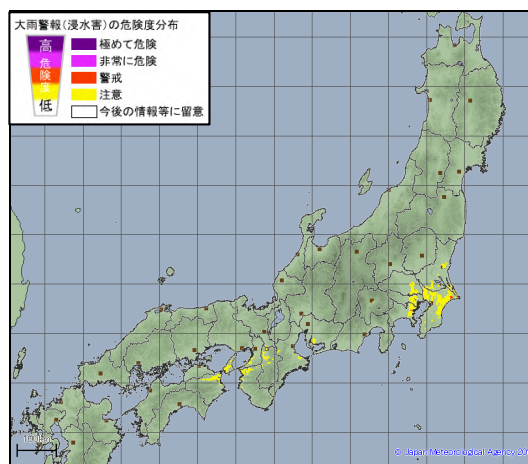 大雨警報(浸水害)の危険度分布
高
危
険
度
低
極めて危険
非常に危険
警戒
注意
今後の情報等に留意
© Japan Meteorological Agency